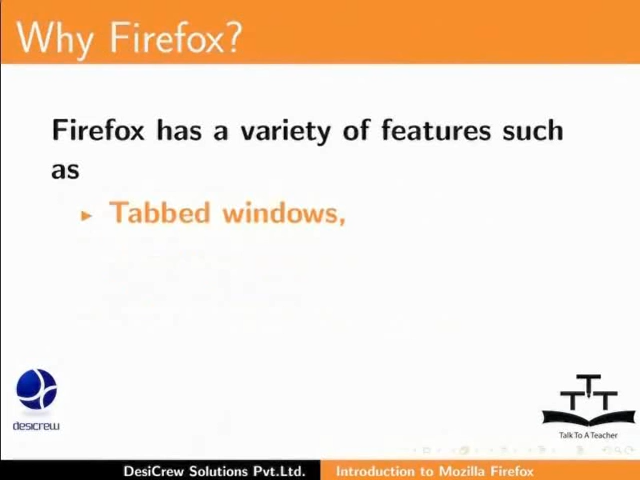 Why Firefox?
Firefox has a variety of features such
as
▸ Tabbed windows,
desicrew
TTT
Talk To A Teacher
DesiCrew Solutions Pvt.Ltd. Introduction to Mozilla Firefox